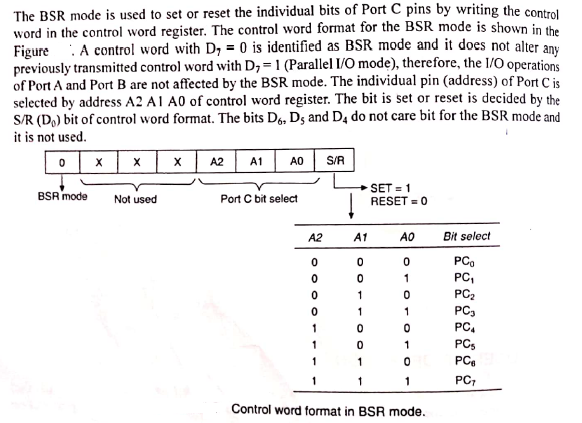 The BSR mode is used to set or reset the individual bits of Port C pins by writing the control
word in the control word register. The control word format for the BSR mode is shown in the
Figure . A control word with D7 = 0 is identified as BSR mode and it does not alter any
previously transmitted control word with D7 = 1 (Parallel I/O mode), therefore, the I/O operations
of Port A and Port B are not affected by the BSR mode. The individual pin (address) of Port C is
selected by address A2 A1 A0 of control word register. The bit is set or reset is decided by the
S/R (D0) bit of control word format. The bits D6, D5 and D4 do not care bit for the BSR mode and
it is not used.
0 X X X A2 A1 A0 S/R
BSR mode Not used Port C bit select
SET = 1
RESET = 0
A2 A1 A0 Bit select
0 0 0 PC0
0 0 1 PC1
0 1 0 PC2
0 1 1 PC3
1 0 0 PC4
1 0 1 PC5
1 1 0 PC6
1 1 1 PC7
Control word format in BSR mode.